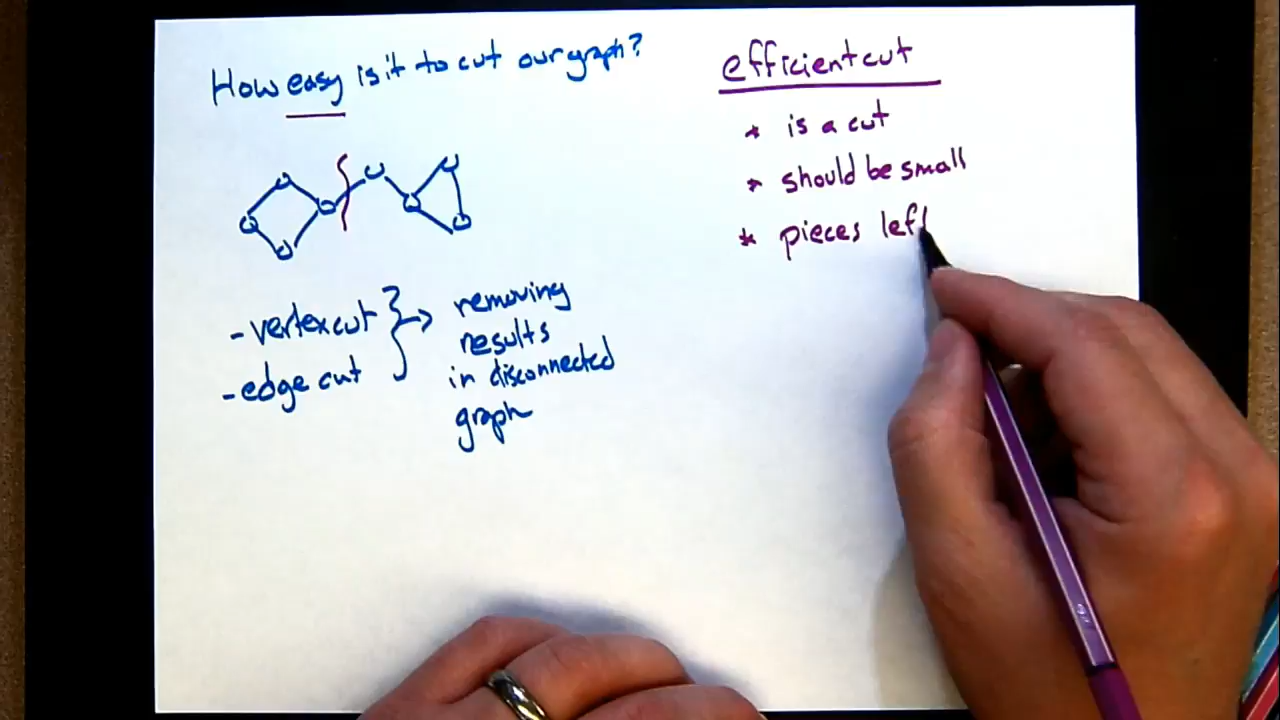 How easy is it to cut our graph?
- vertex cut
- edge cut
removing
results
in disconnected
graph
efficient cut
* is a cut
* should be small
* pieces left